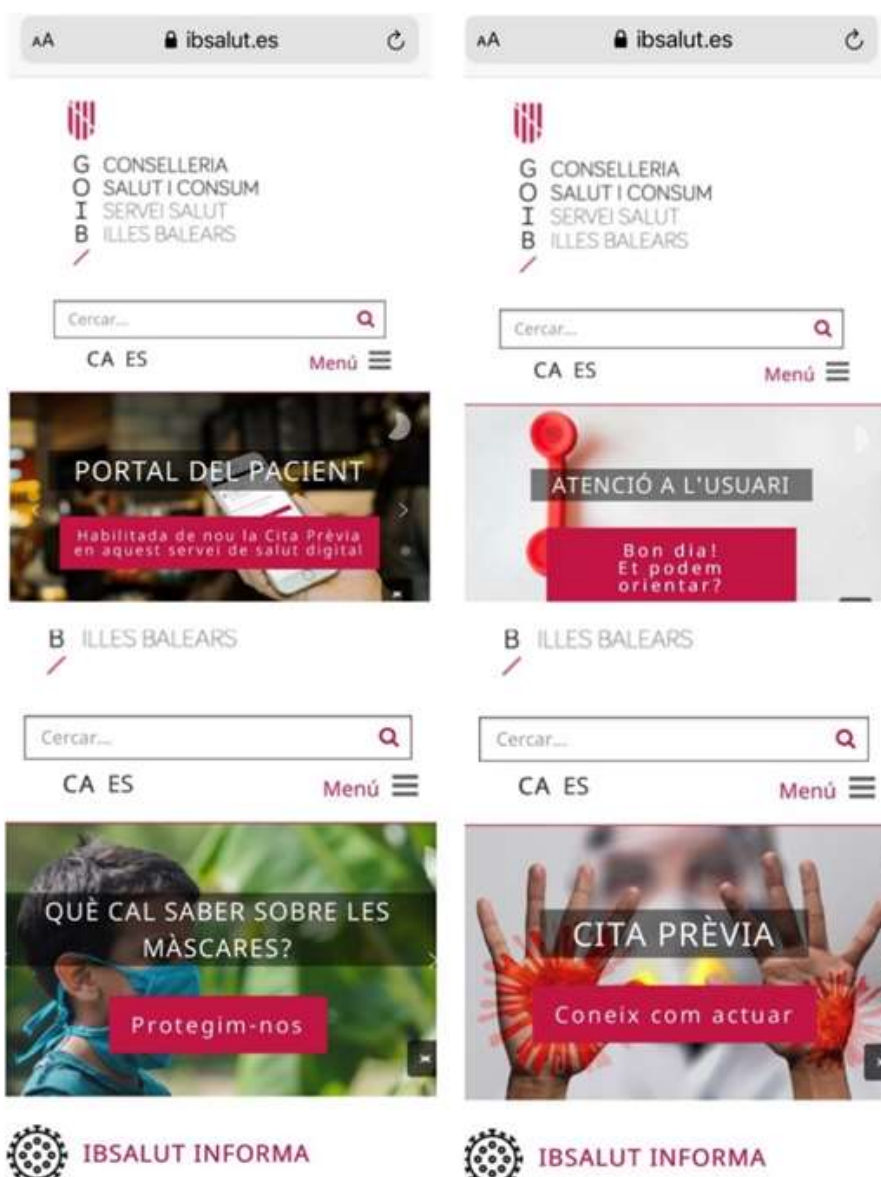 AA ibsalut.es
G CONSELLERIA
O SALUT I CONSUM
I SERVEI SALUT
B ILLES BALEARS
Cercar...
CA ES Menú
PORTAL DEL PACIENT
Habilitada de nou la Cita Prèvia
en aquest servei de salut digital
AA ibsalut.es
G CONSELLERIA
O SALUT I CONSUM
I SERVEI SALUT
B ILLES BALEARS
Cercar...
CA ES Menú
ATENCIÓ A L'USUARI
Bon dia!
Et podem
orientar?
B ILLES BALEARS
Cercar...
CA ES Menú
QUÈ CAL SABER SOBRE LES
MÀSCARES?
Protegim-nos
IBSALUT INFORMA
B ILLES BALEARS
Cercar...
CA ES Menú
CITA PRÈVIA
Coneix com actuar
IBSALUT INFORMA